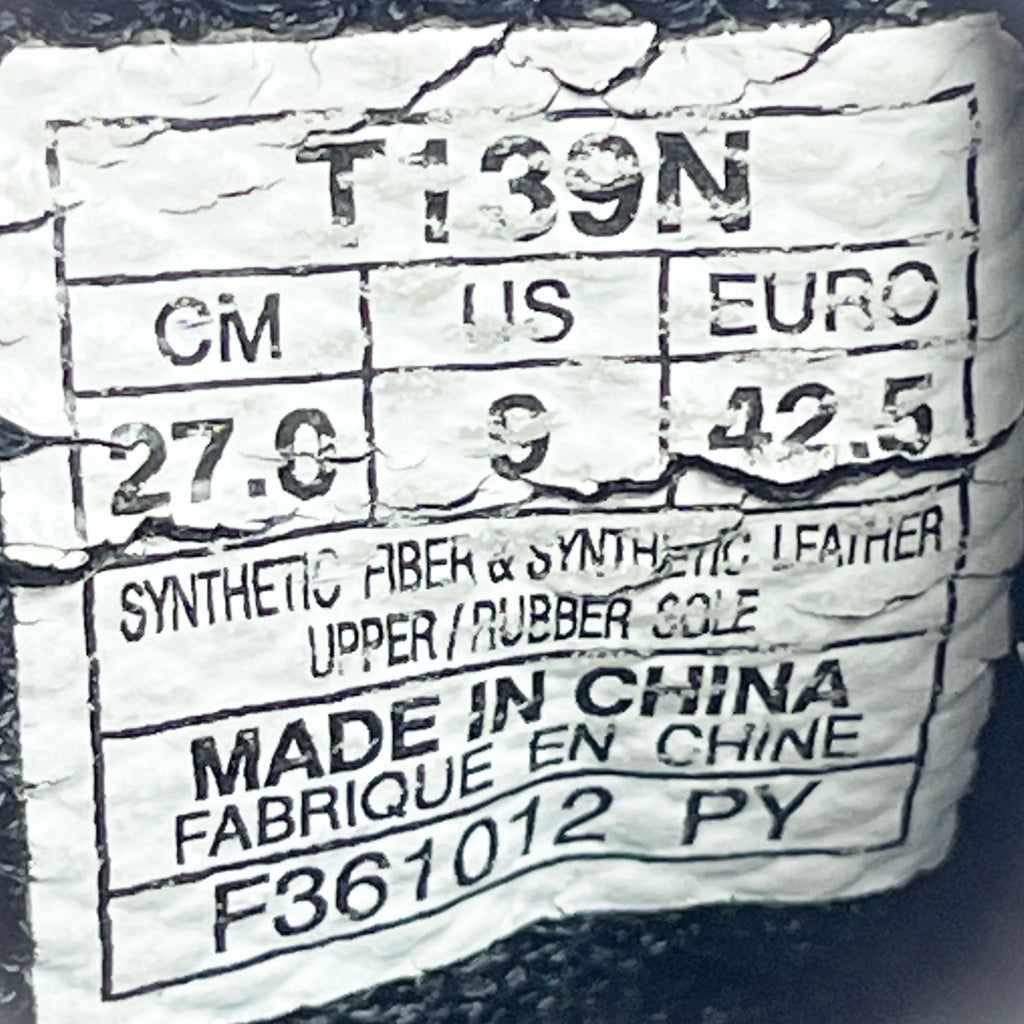 T139N
CM US EURO
27.0 9 42.5
SYNTHETIC FIBER & SYNTHETIC LEATHER
UPPER/RUBBER SOLE
MADE IN CHINA
FABRIQUE EN CHINE
F361012 PY